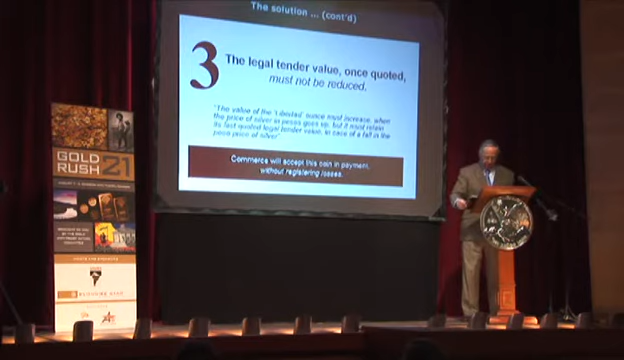 The solution ... (cont'd)
3
The legal tender value, once quoted,
must not be reduced.
"The value of the 'Libertad' ounce must increase, when
the price of silver in pesos goes up, but it must retain
its last quoted legal tender value, in case of a fall in the
peso price of silver"
Commerce will accept this coin in payment,
without registering losses.
GOLD
RUSH 21